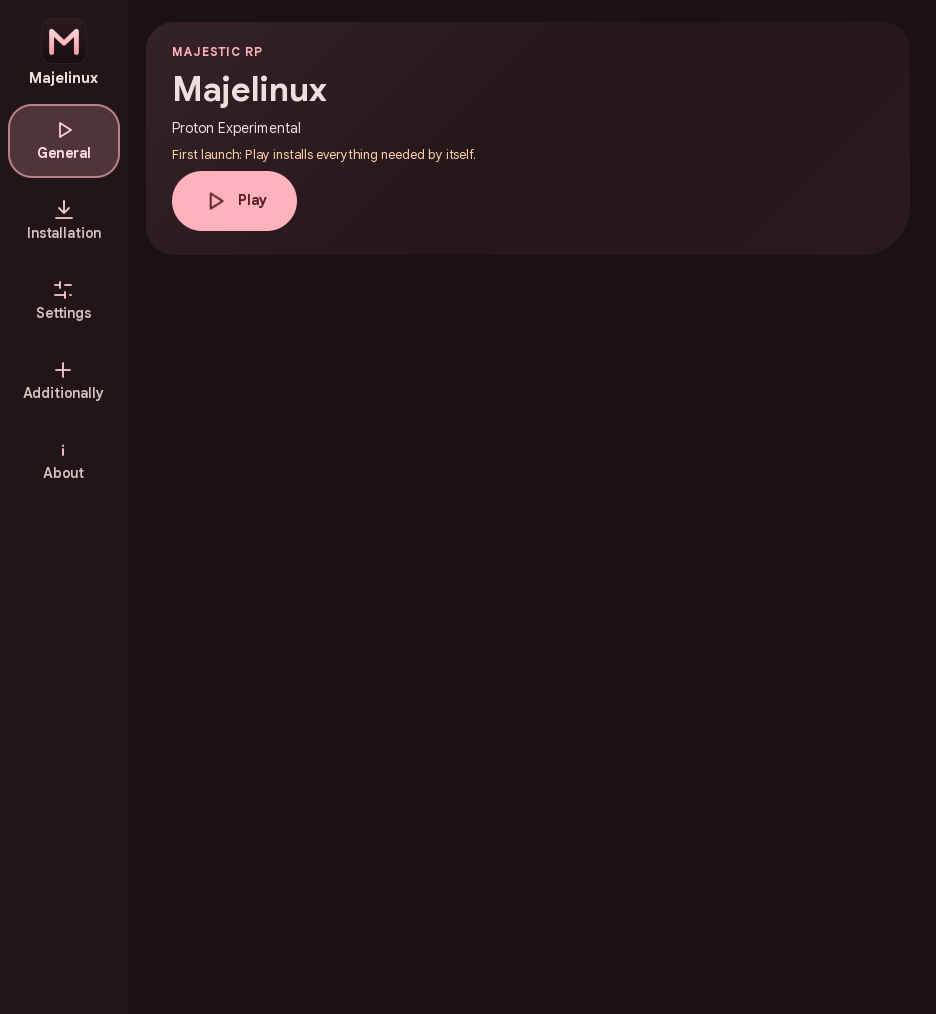 Majelinux
General
Installation
Settings
Additionally
About
MAJESTIC RP
Majelinux
Proton Experimental
First launch: Play installs everything needed by itself.
Play